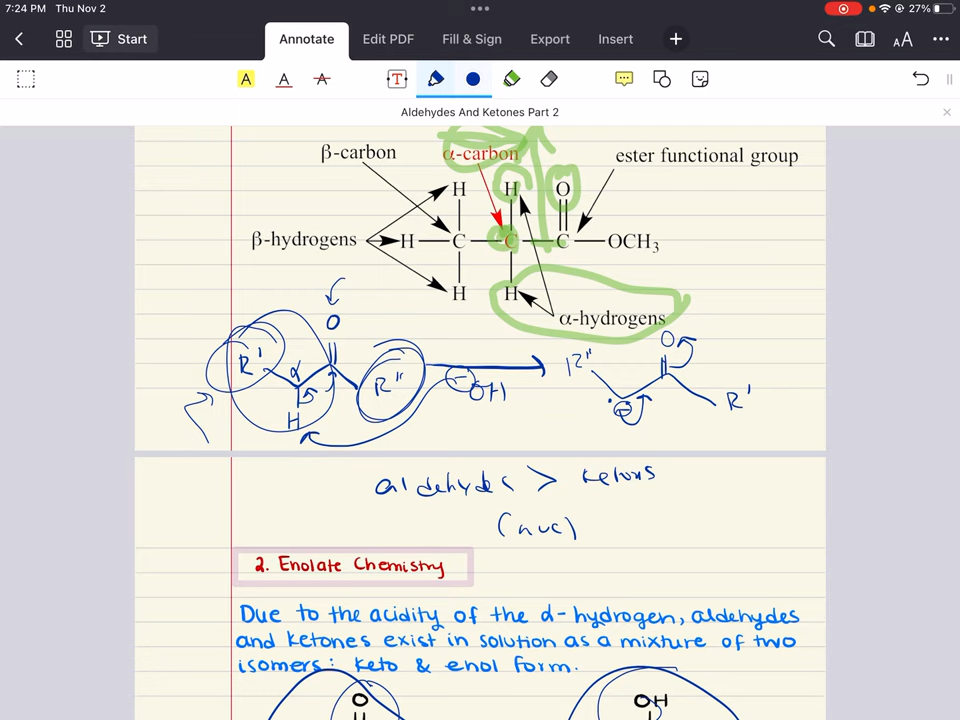 7:24 PM Thu Nov 2
27%
Start
Annotate
Edit PDF
Fill & Sign
Export
Insert
AA
A A A T
Aldehydes And Ketones Part 2
β-carbon α-carbon ester functional group
H H O
β-hydrogens H C C C OCH3
H H
α-hydrogens
O
R' α R''
H
⊖OH
R'' O
⊖ R'
aldehydes > ketons
(nuc)
2. Enolate Chemistry
Due to the acidity of the α-hydrogen, aldehydes
and ketones exist in solution as a mixture of two
isomers: keto & enol form.
O OH